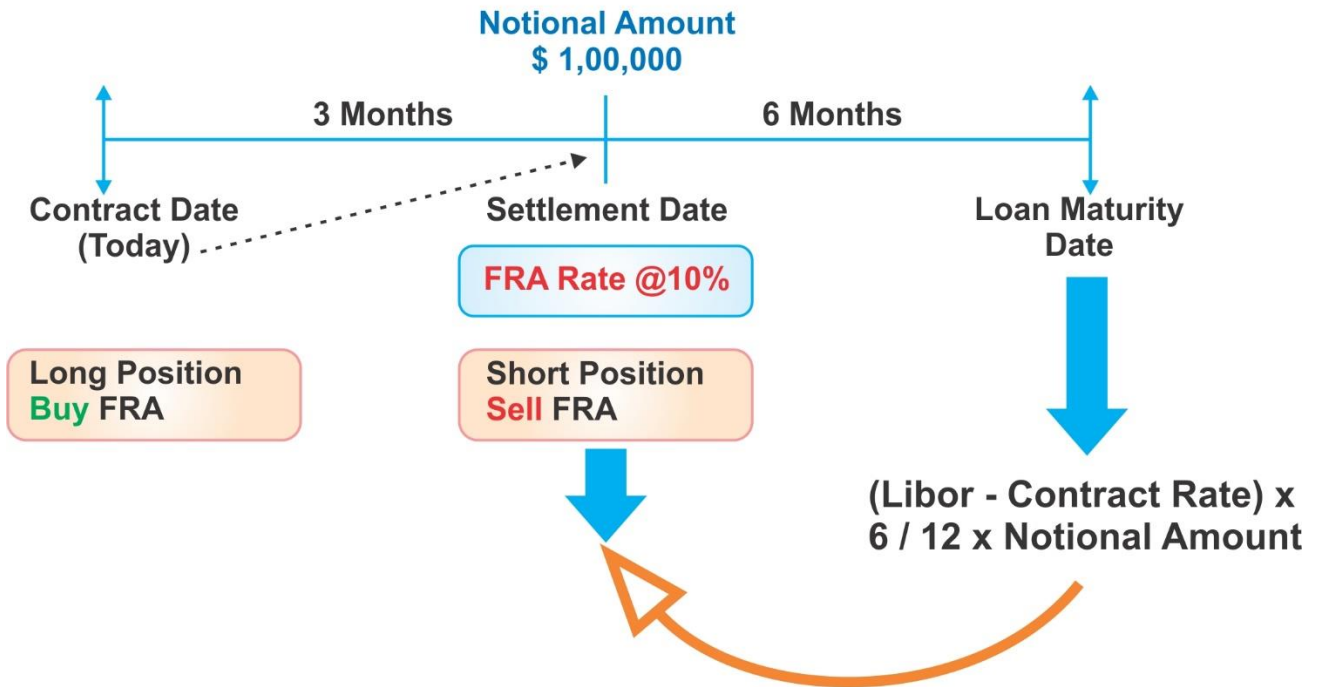 Notional Amount
$ 1,00,000
3 Months
6 Months
Contract Date
(Today)
Settlement Date
Loan Maturity
Date
FRA Rate @10%
Long Position
Buy FRA
Short Position
Sell FRA
(Libor - Contract Rate) x
6 / 12 x Notional Amount